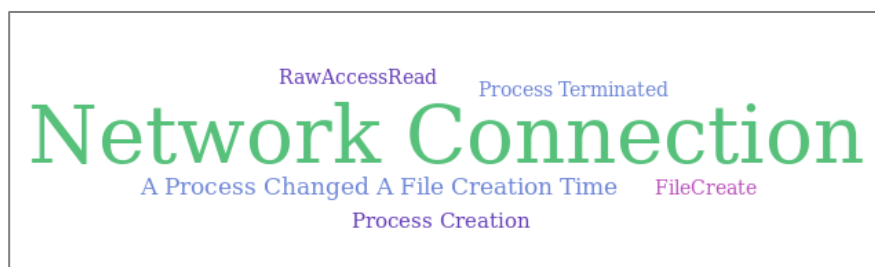 RawAccessRead
Process Terminated
Network Connection
A Process Changed A File Creation Time
FileCreate
Process Creation